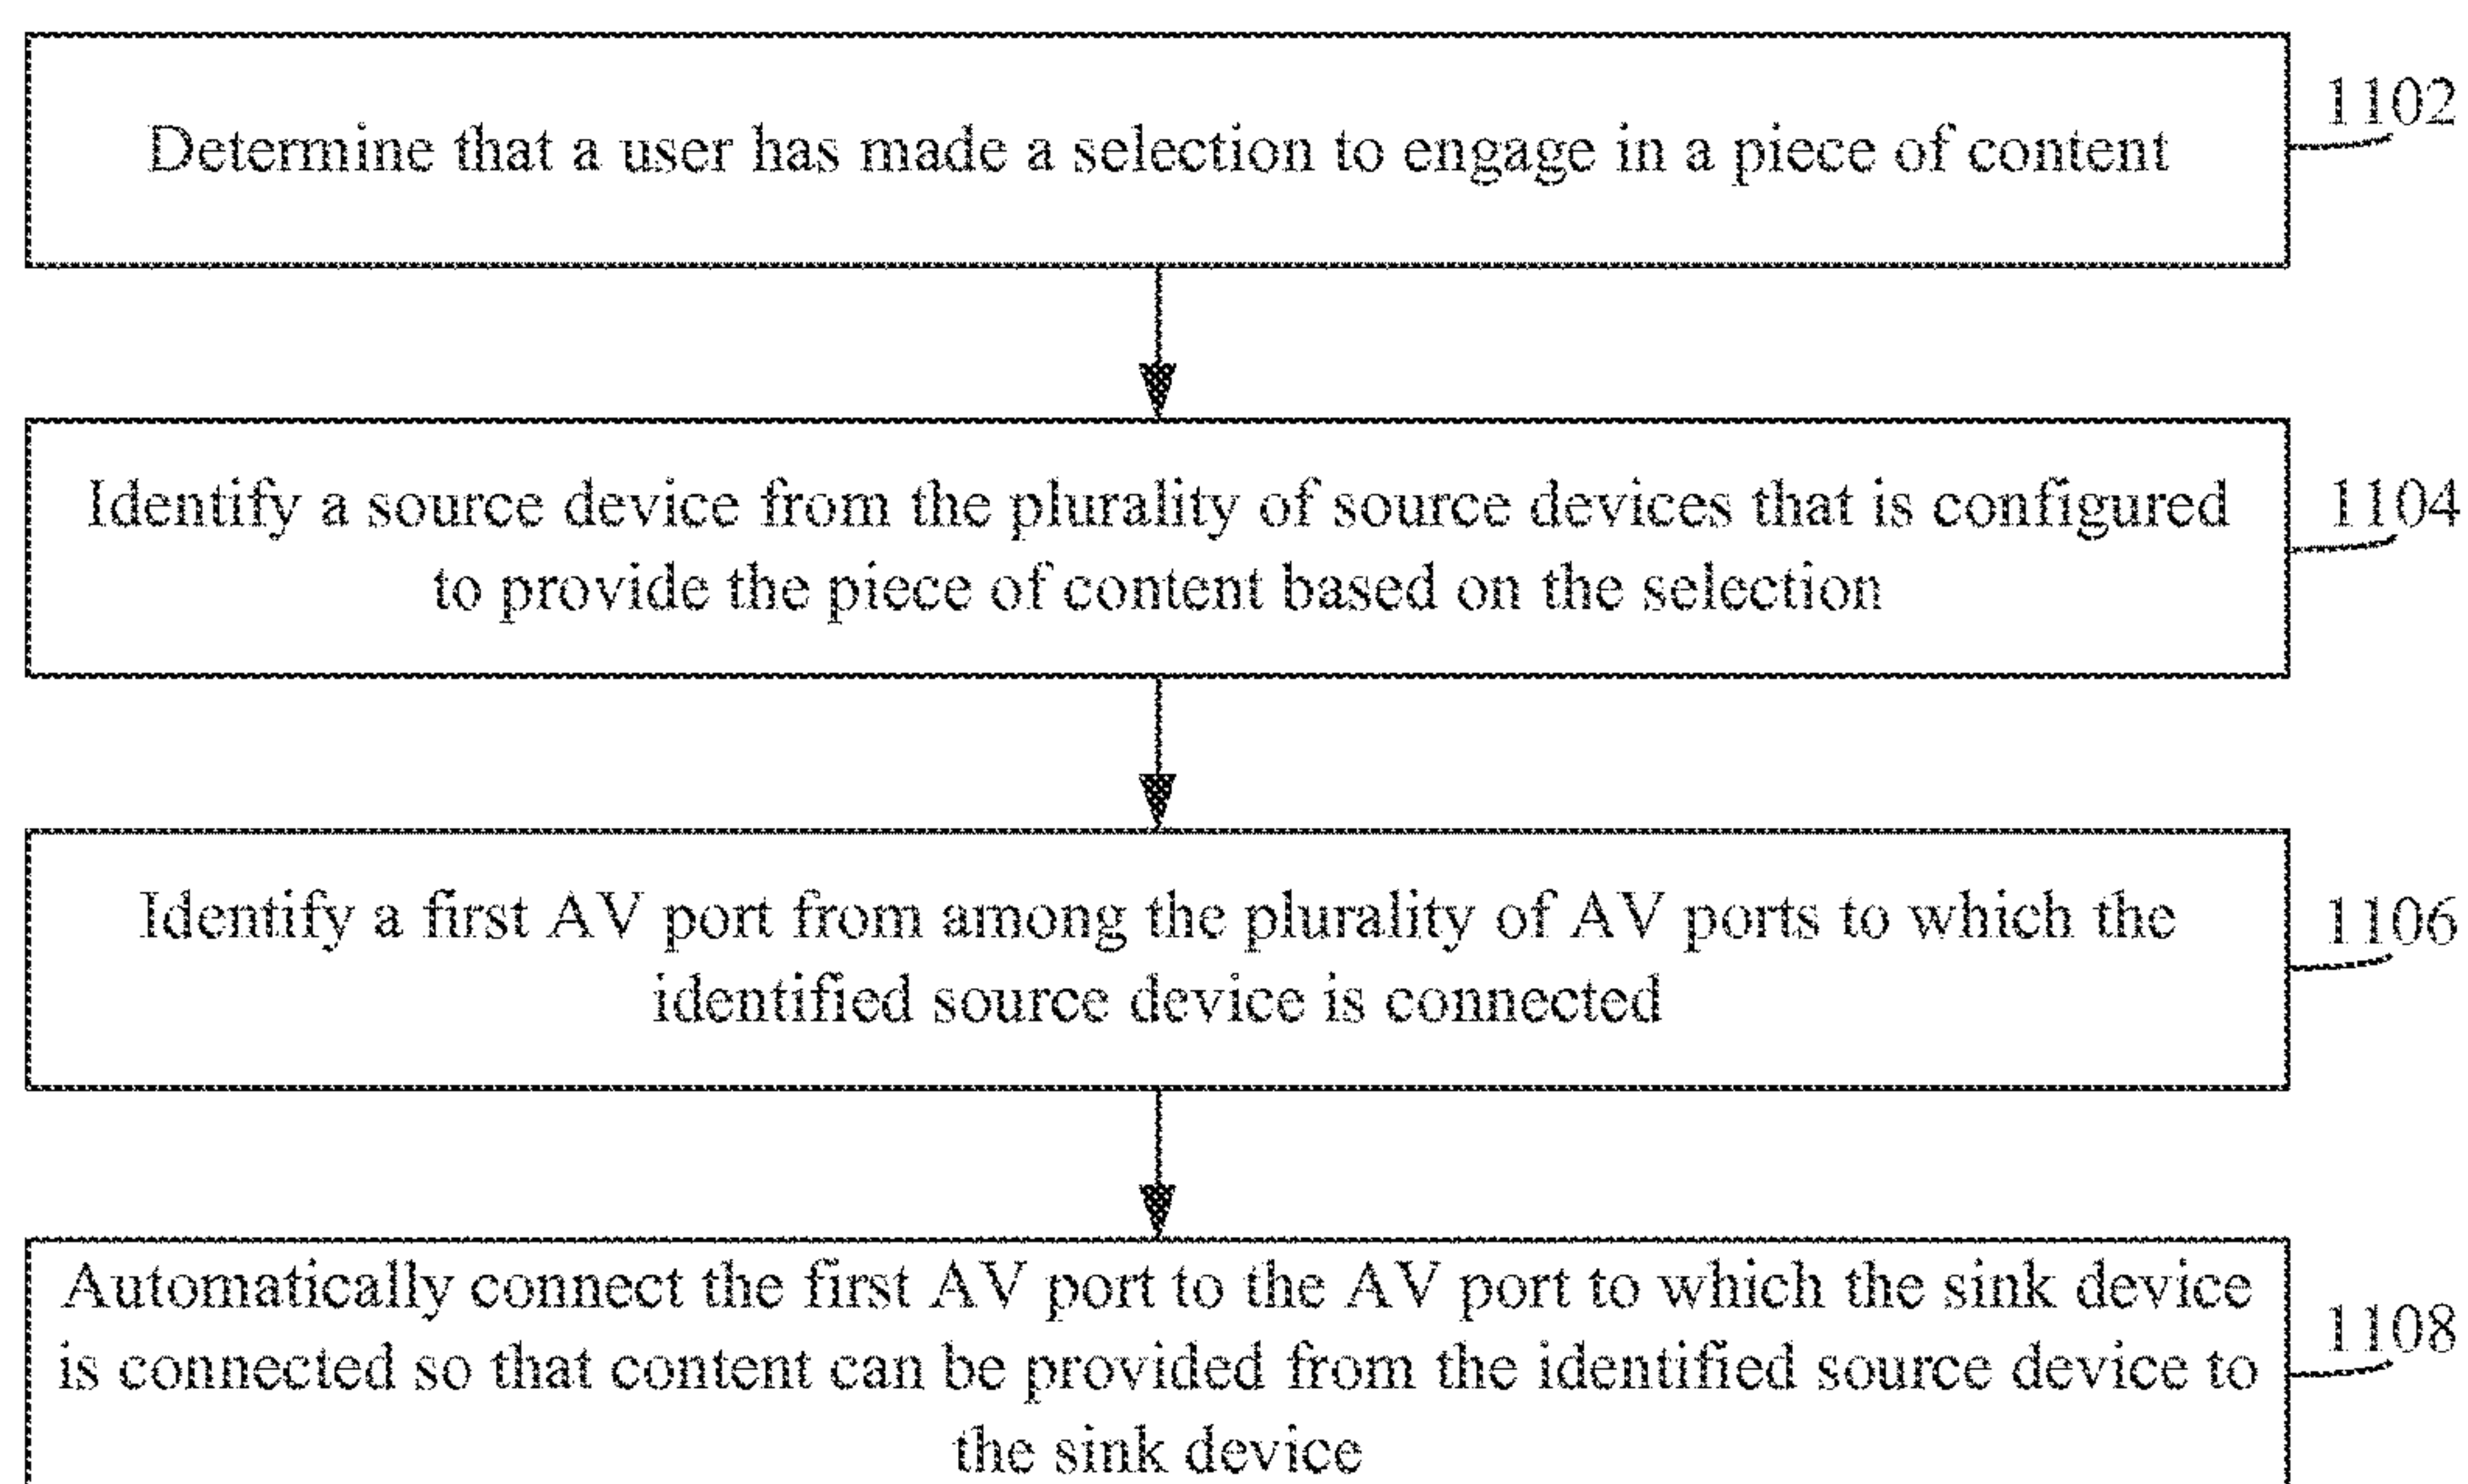 Determine that a user has made a selection to engage in a piece of content
1102
Identify a source device from the plurality of source devices that is configured
to provide the piece of content based on the selection
1104
Identify a first AV port from among the plurality of AV ports to which the
identified source device is connected
1106
Automatically connect the first AV port to the AV port to which the sink device
is connected so that content can be provided from the identified source device to
the sink device
1108